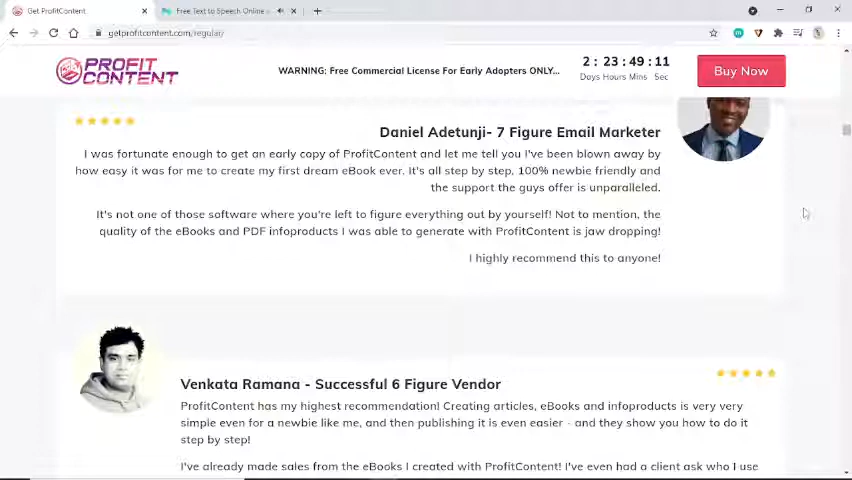 Get ProfitContent
Free Text to Speech Online
getprofitcontent.com/regular/
PROFIT
CONTENT
WARNING: Free Commercial License For Early Adopters ONLY...
2 : 23 : 49 : 11
Days Hours Mins Sec
Buy Now
Daniel Adetunji- 7 Figure Email Marketer
I was fortunate enough to get an early copy of ProfitContent and let me tell you I've been blown away by
how easy it was for me to create my first dream eBook ever. It's all step by step, 100% newbie friendly and
the support the guys offer is unparalleled.
It's not one of those software where you're left to figure everything out by yourself! Not to mention, the
quality of the eBooks and PDF infoproducts I was able to generate with ProfitContent is jaw dropping!
I highly recommend this to anyone!
Venkata Ramana - Successful 6 Figure Vendor
ProfitContent has my highest recommendation! Creating articles, eBooks and infoproducts is very very
simple even for a newbie like me, and then publishing it is even easier - and they show you how to do it
step by step!
I've already made sales from the eBooks I created with ProfitContent! I've even had a client ask who I use